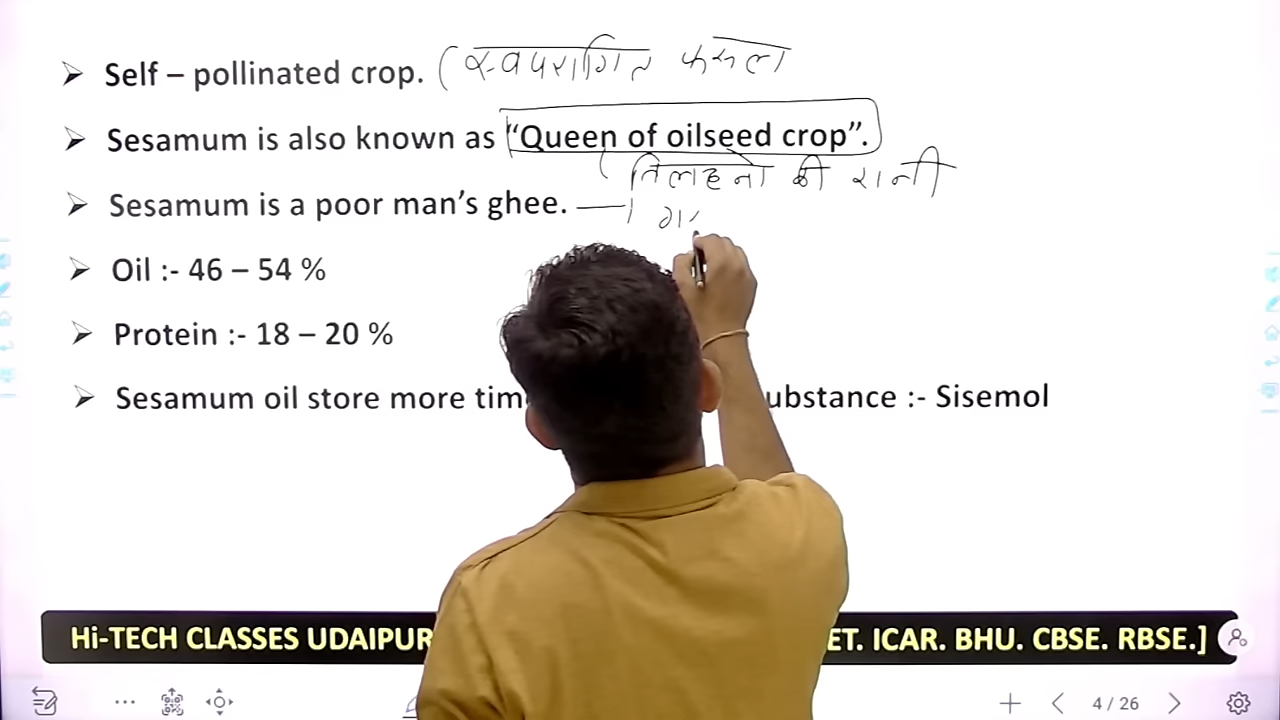 Self – pollinated crop. ( स्वपरागित फसल
Sesamum is also known as “Queen of oilseed crop”.
तिलहनो की रानी
Sesamum is a poor man’s ghee.
Oil :- 46 – 54 %
Protein :- 18 – 20 %
Sesamum oil store more tim ubstance :- Sisemol
Hi-TECH CLASSES UDAIPUR ET. ICAR. BHU. CBSE. RBSE.]
4 / 26